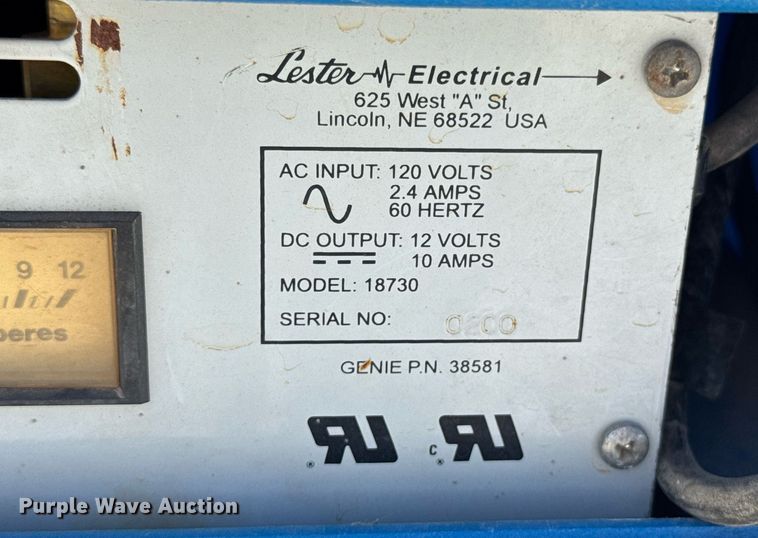 Lester Electrical
625 West "A" St,
Lincoln, NE 68522 USA
AC INPUT: 120 VOLTS
2.4 AMPS
60 HERTZ
DC OUTPUT: 12 VOLTS
10 AMPS
MODEL: 18730
SERIAL NO: 0200
GENIE P.N. 38581
9 12
Purple Wave Auction